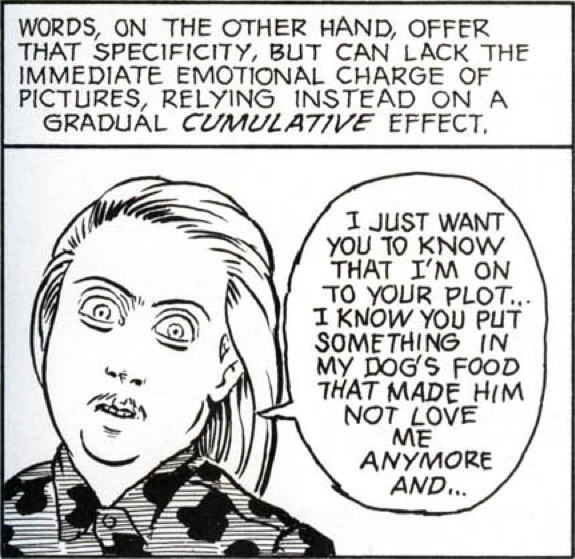 WORDS, ON THE OTHER HAND, OFFER
THAT SPECIFICITY, BUT CAN LACK THE
IMMEDIATE EMOTIONAL CHARGE OF
PICTURES, RELYING INSTEAD ON A
GRADUAL CUMULATIVE EFFECT.
I JUST WANT
YOU TO KNOW
THAT I'M ON
TO YOUR PLOT...
I KNOW YOU PUT
SOMETHING IN
MY DOG'S FOOD
THAT MADE HIM
NOT LOVE
ME
ANYMORE
AND...